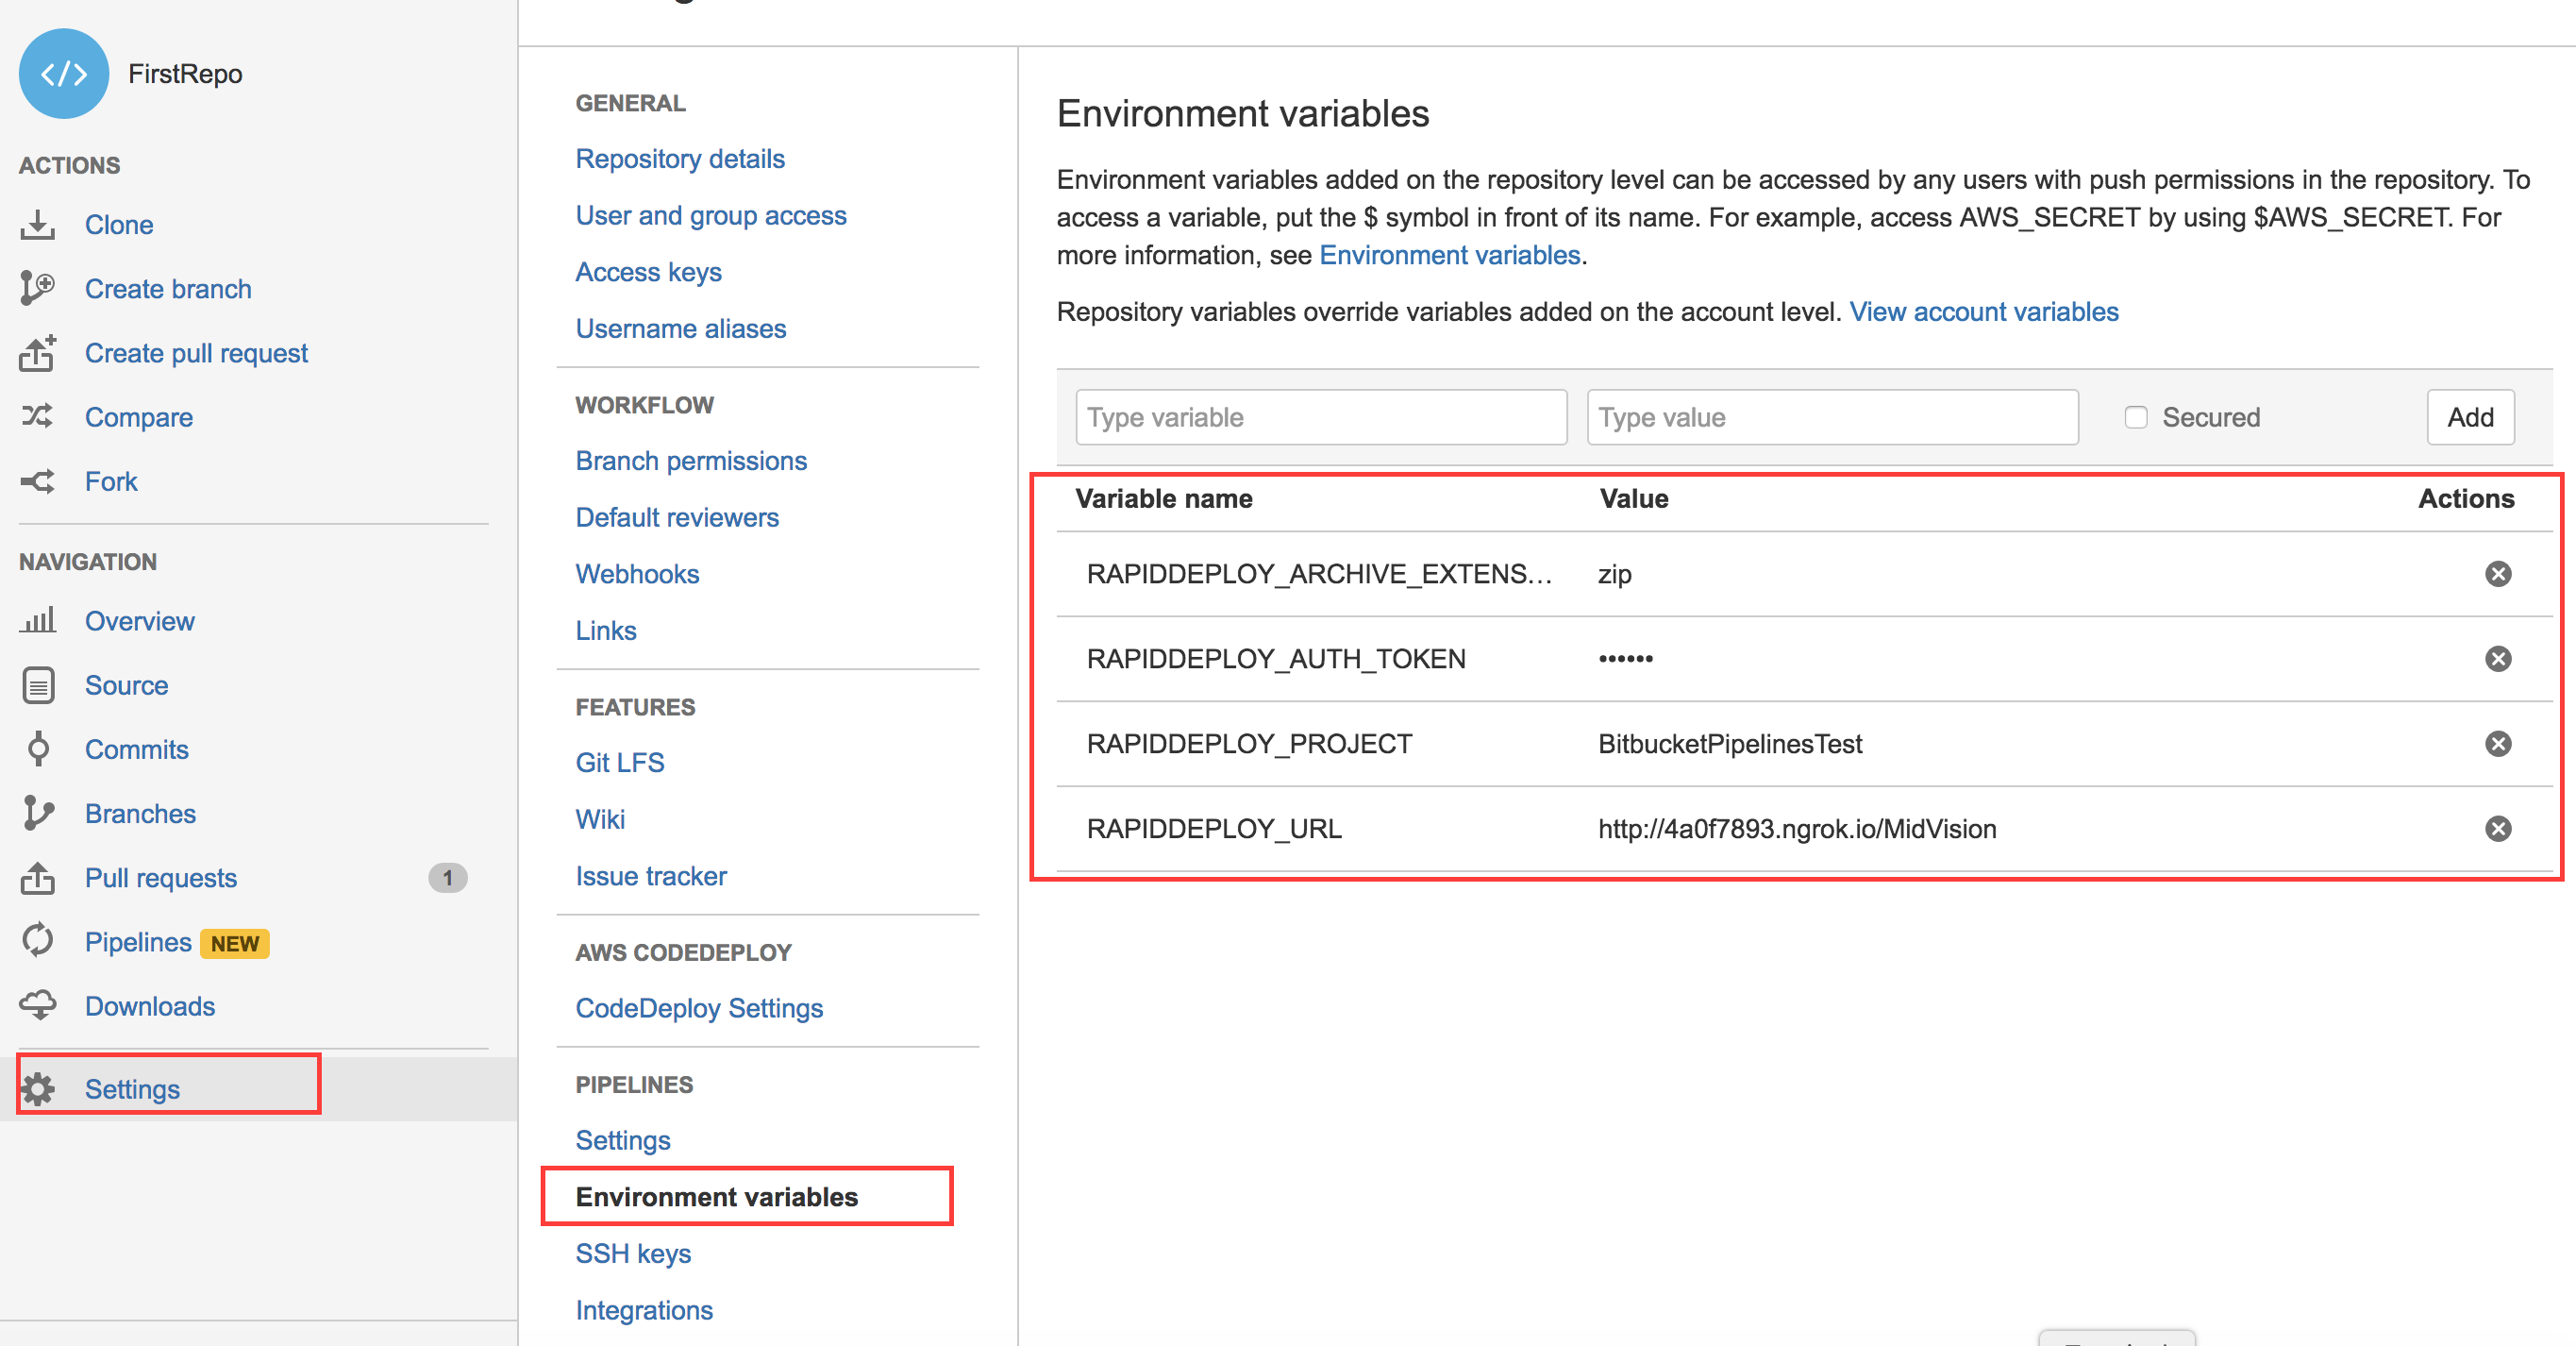 FirstRepo
ACTIONS
Clone
Create branch
Create pull request
Compare
Fork
NAVIGATION
Overview
Source
Commits
Branches
Pull requests 1
Pipelines NEW
Downloads
Settings
GENERAL
Repository details
User and group access
Access keys
Username aliases
WORKFLOW
Branch permissions
Default reviewers
Webhooks
Links
FEATURES
Git LFS
Wiki
Issue tracker
AWS CODEDEPLOY
CodeDeploy Settings
PIPELINES
Settings
Environment variables
SSH keys
Integrations
Environment variables
Environment variables added on the repository level can be accessed by any users with push permissions in the repository. To
access a variable, put the $ symbol in front of its name. For example, access AWS_SECRET by using $AWS_SECRET. For
more information, see Environment variables.
Repository variables override variables added on the account level. View account variables
Type variable Type value Secured Add
Variable name Value Actions
RAPIDDEPLOY_ARCHIVE_EXTENS... zip
RAPIDDEPLOY_AUTH_TOKEN ••••••
RAPIDDEPLOY_PROJECT BitbucketPipelinesTest
RAPIDDEPLOY_URL http://4a0f7893.ngrok.io/MidVision